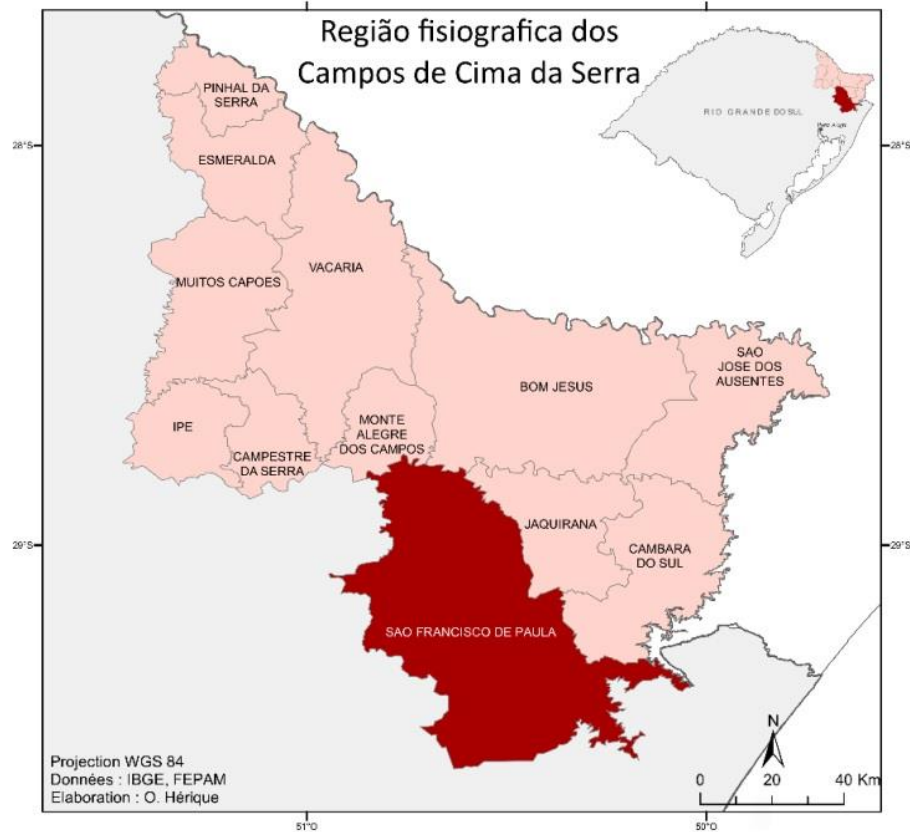 Região fisiografica dos
Campos de Cima da Serra
PINHAL DA
SERRA
RIO GRANDE DO SUL
28°S
28°S
ESMERALDA
VACARIA
MUITOS CAPOES
SAO
JOSE DOS
AUSENTES
BOM JESUS
IPE
MONTE
ALEGRE
DOS CAMPOS
CAMPESTRE
DA SERRA
JAQUIRANA
29°S
29°S
CAMBARA
DO SUL
SAO FRANCISCO DE PAULA
N
Projection WGS 84
Données : IBGE, FEPAM
Elaboration : O. Hérique
0 20 40 Km
51°O
50°O